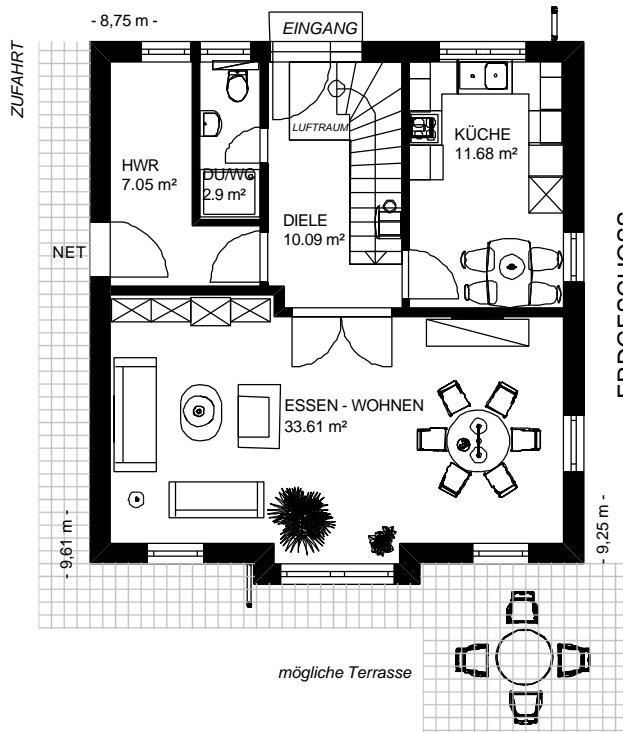 - 8,75 m -
ZUFAHRT
EINGANG
LUFTRAUM
KÜCHE
11.68 m²
HWR
7.05 m²
DU/WC
2.9 m²
DIELE
10.09 m²
NET
ERDGESCHOSS
ESSEN - WOHNEN
33.61 m²
- 9,61 m -
- 9,25 m -
mögliche Terrasse